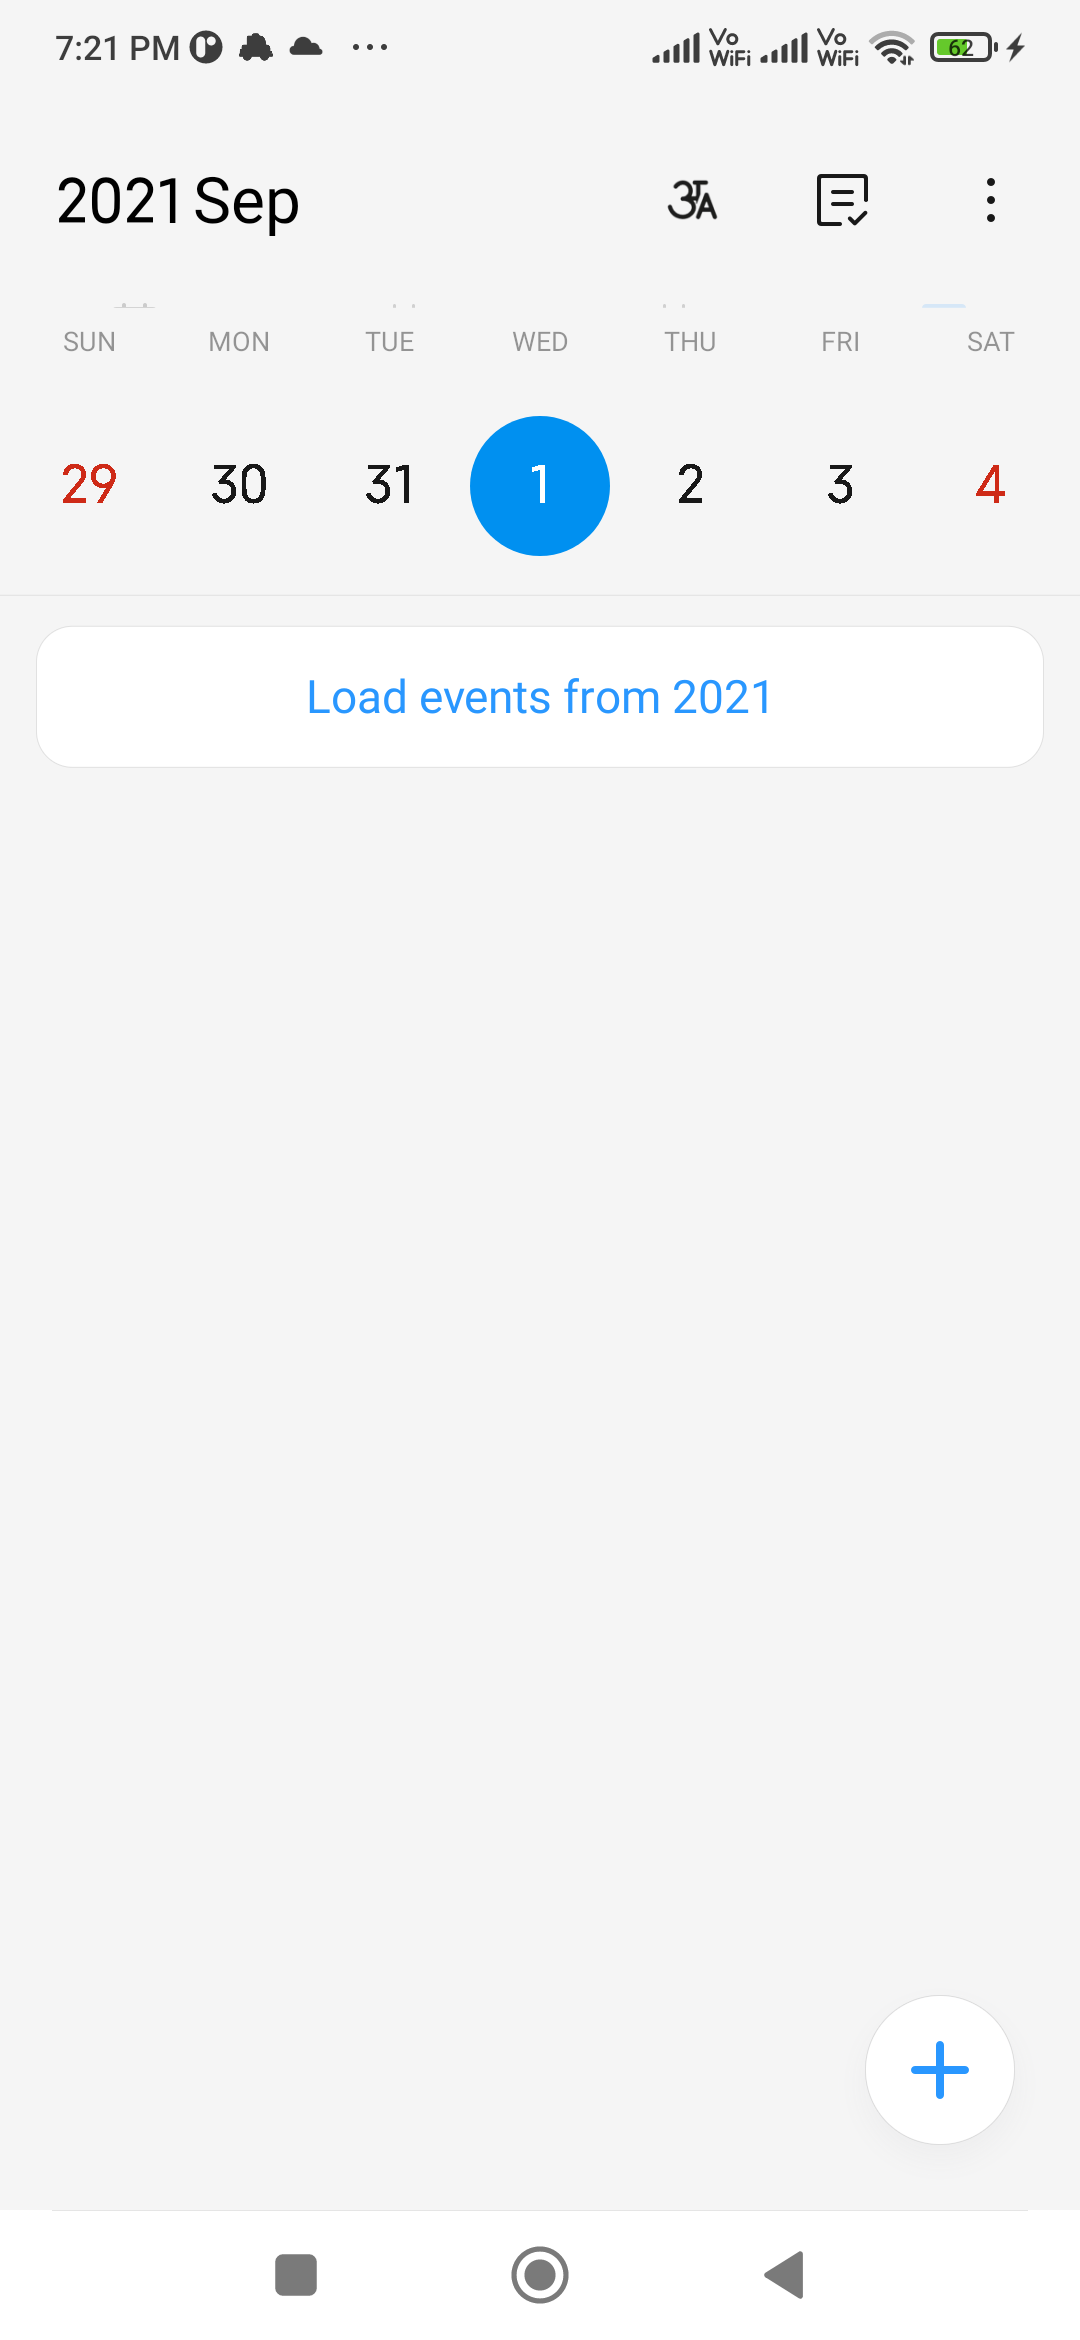 7:21 PM Vo WiFi Vo WiFi 62
2021 Sep अA
SUN MON TUE WED THU FRI SAT
29 30 31 1 2 3 4
Load events from 2021